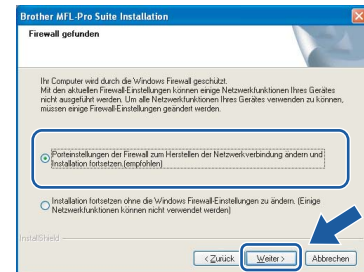 Brother MFL-Pro Suite Installation
Firewall gefunden
Ihr Computer wird durch die Windows Firewall geschützt.
Mit den aktuellen Firewall-Einstellungen können einige Netzwerkfunktionen Ihres Gerätes
nicht ausgeführt werden. Um alle Netzwerkfunktionen Ihres Gerätes verwenden zu können,
müssen einige Firewall-Einstellungen geändert werden.
Porteinstellungen der Firewall zum Herstellen der Netzwerkverbindung ändern und
Installation fortsetzen.(empfohlen)
Installation fortsetzen ohne die Windows Firewall-Einstellungen zu ändern. (Einige
Netzwerkfunktionen können nicht verwendet werden)
InstallShield
< Zurück
Weiter >
Abbrechen